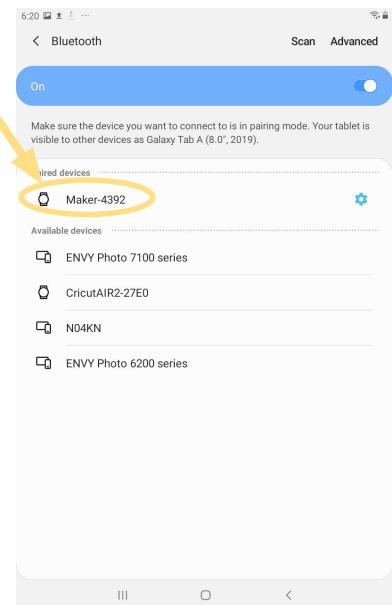 6:20
Bluetooth Scan Advanced
On
Make sure the device you want to connect to is in pairing mode. Your tablet is
visible to other devices as Galaxy Tab A (8.0", 2019).
aired devices
Maker-4392
Available devices
ENVY Photo 7100 series
CricutAIR2-27E0
N04KN
ENVY Photo 6200 series